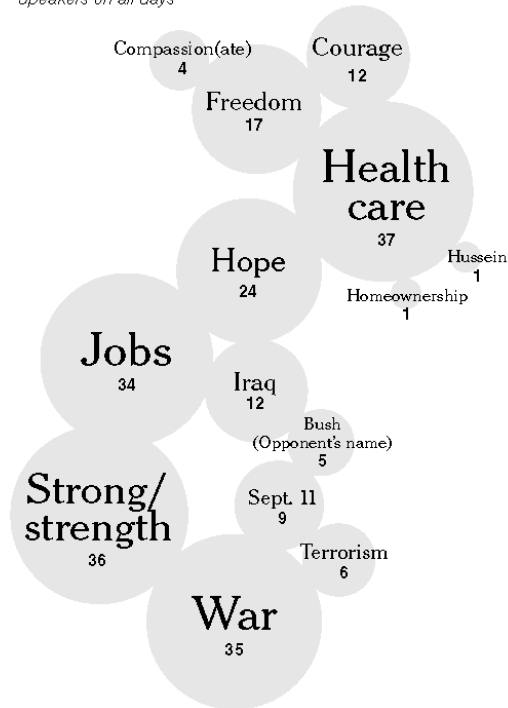 Speakers on all days
Compassion(ate)
4
Courage
12
Freedom
17
Health
care
37
Hope
24
Hussein
1
Homeownership
1
Jobs
34
Iraq
12
Bush
(Opponent's name)
5
Strong/
strength
36
Sept. 11
9
Terrorism
6
War
35